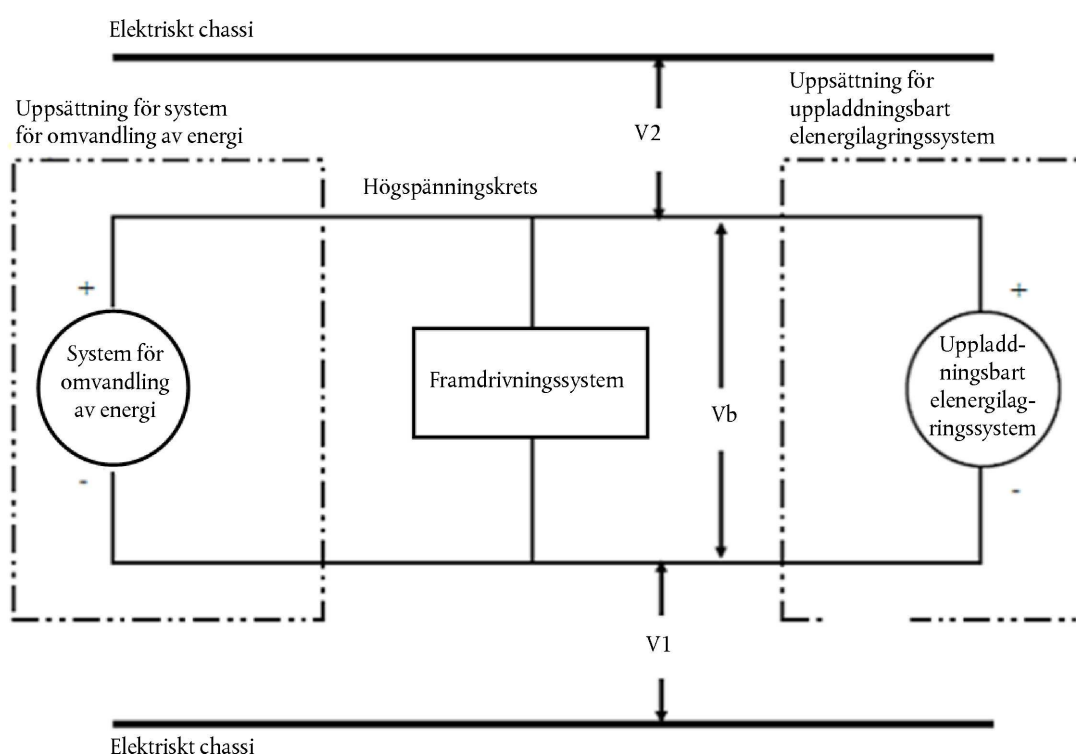 Elektriskt chassi
Uppsättning för system
för omvandling av energi
V2
Uppsättning för
uppladdningsbart
elenergilagringssystem
Högspänningskrets
+
+
System för
omvandling
av energi
Framdrivningssystem
Vb
Uppladd-
ningsbart
elenergilag-
ringssystem
-
-
V1
Elektriskt chassi